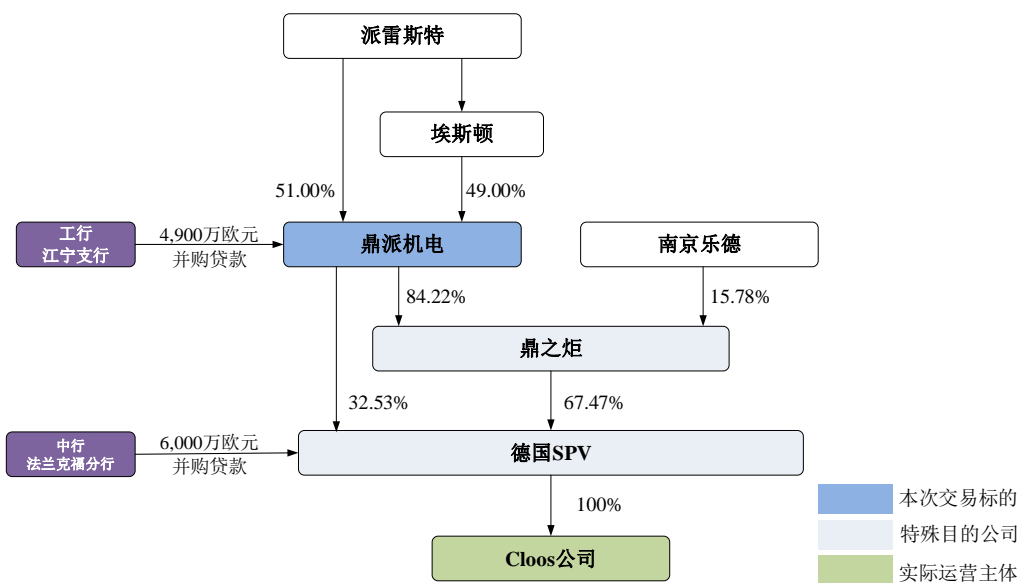 派雷斯特
埃斯顿
51.00%
49.00%
工行
江宁支行
4,900万欧元
并购贷款
鼎派机电
南京乐德
84.22%
15.78%
鼎之炬
32.53%
67.47%
中行
法兰克福分行
6,000万欧元
并购贷款
德国SPV
100%
Cloos公司
本次交易标的
特殊目的公司
实际运营主体